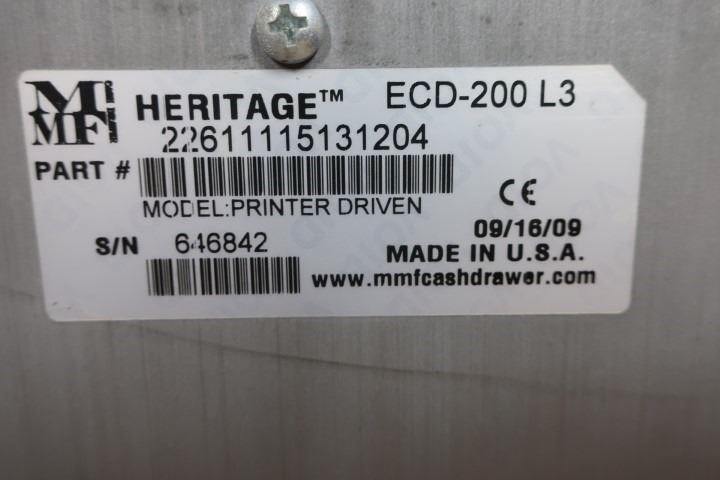 MMF HERITAGE™ ECD-200 L3
22611115131204
PART #
MODEL:PRINTER DRIVEN
CE
09/16/09
S/N 646842
MADE IN U.S.A.
www.mmfcashdrawer.com